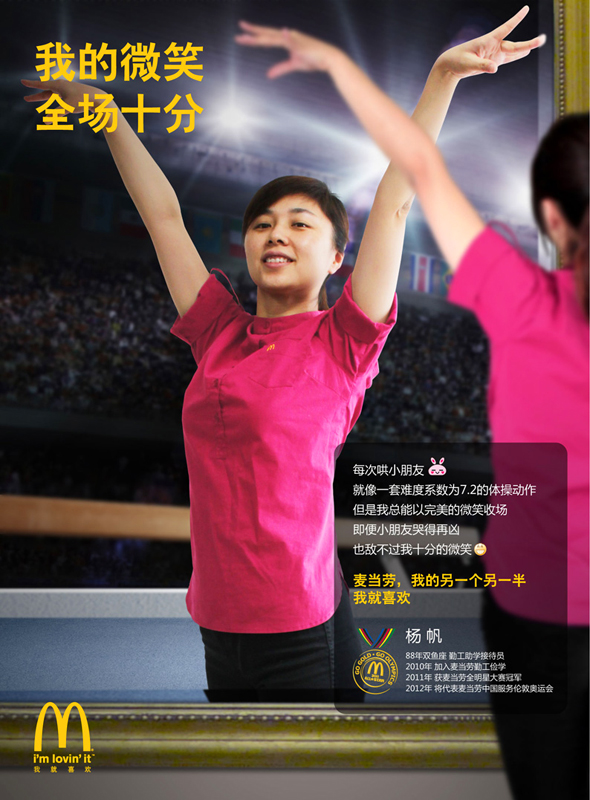 我的微笑
全场十分
每次哄小朋友
就像一套难度系数为7.2的体操动作
但是我总能以完美的微笑收场
即便小朋友哭得再凶
也敌不过我十分的微笑
麦当劳，我的另一个另一半
我就喜欢
杨帆
88年双鱼座 勤工助学接待员
2010年 加入麦当劳勤工俭学
2011年 获麦当劳全明星大赛冠军
2012年 将代表麦当劳中国服务伦敦奥运会
GO GOLD • GO OLYMPICS
i'm lovin' it™
我就喜欢